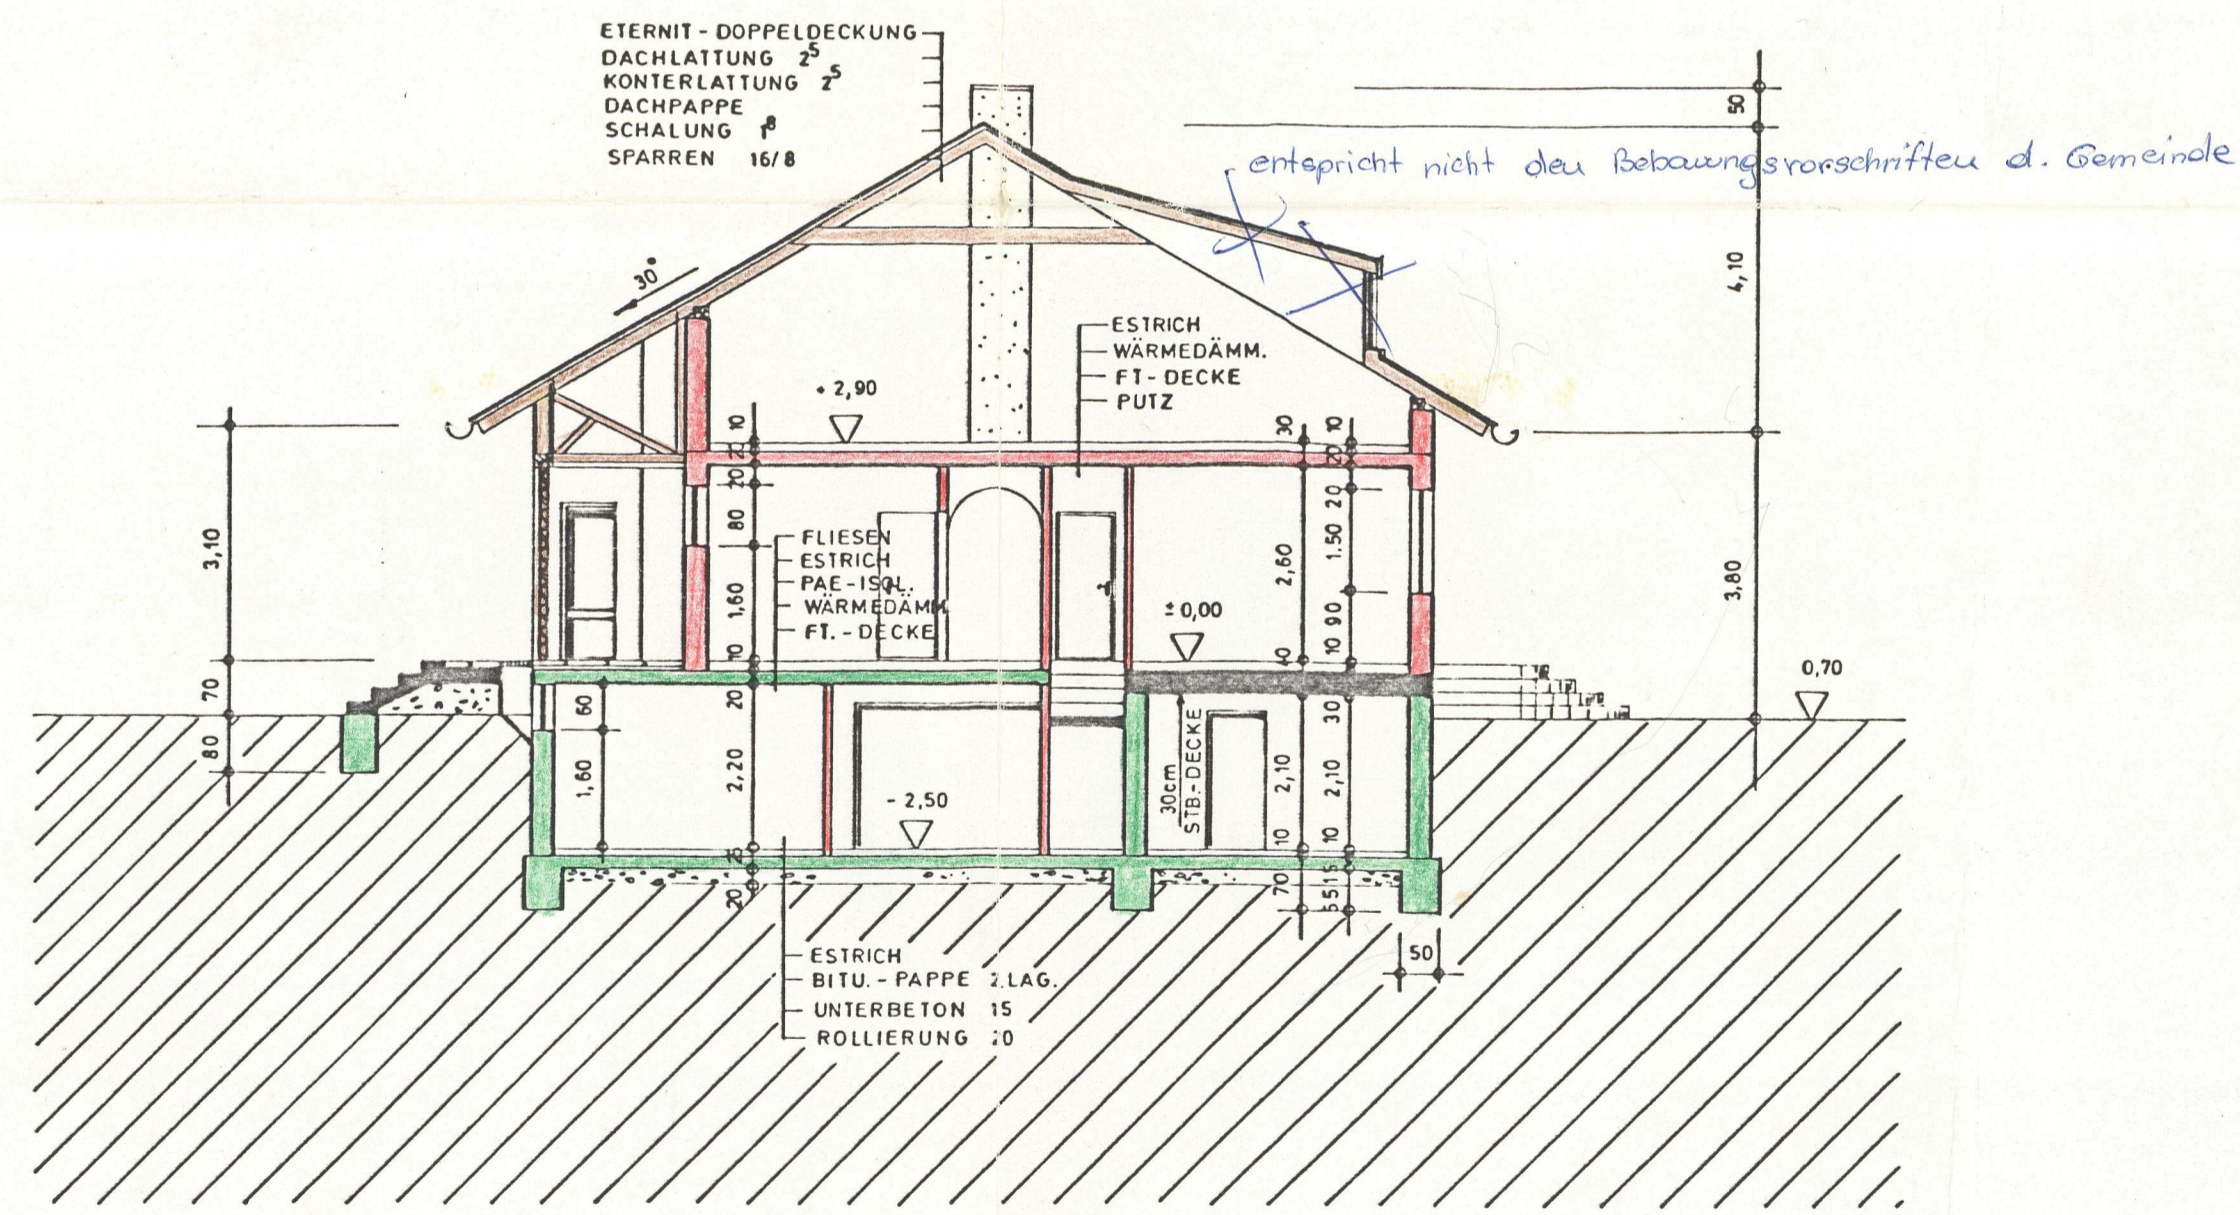 ETERNIT - DOPPELDECKUNG
DACHLATTUNG 2⁵
KONTERLATTUNG 2⁵
DACHPAPPE
SCHALUNG 1⁸
SPARREN 16/8
50
entspricht nicht den Bebauungsvorschriften d. Gemeinde
30°
4,10
ESTRICH
WÄRMEDÄMM.
FT - DECKE
PUTZ
+ 2,90
10
20
20
80
1,60
10
20
2,20
15
20
30
2,60
40
2,10
10
70
10
20
20
1.50
90
10
30
2,10
10
15
55
3,10
70
80
3,80
0,70
FLIESEN
ESTRICH
PAE - ISOL.
WÄRMEDÄMM
FT. - DECKE
± 0,00
60
1,60
- 2,50
30cm
STB.- DECKE
50
ESTRICH
BITU. - PAPPE 2.LAG.
UNTERBETON 15
ROLLIERUNG 20